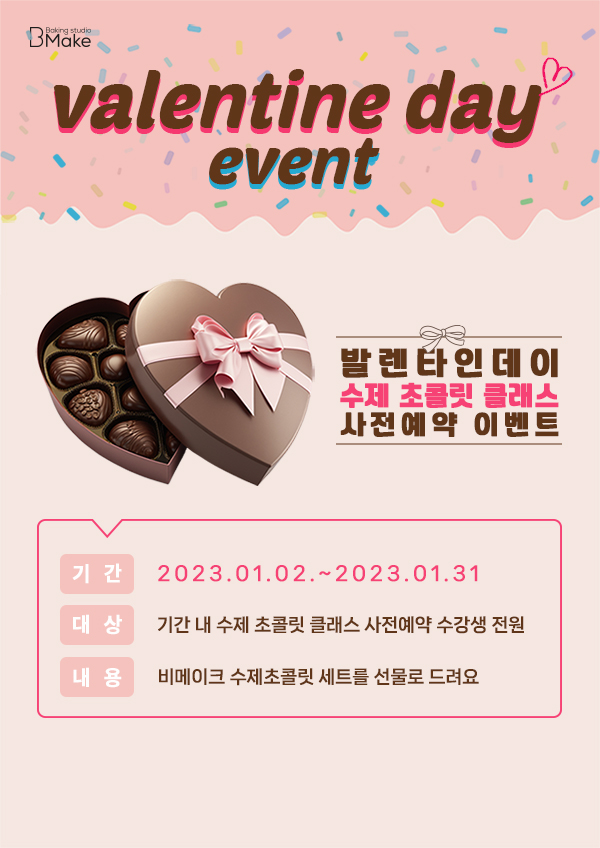 Baking studio
BMake
valentine day
event
발렌타인데이
수제 초콜릿 클래스
사전예약 이벤트
기 간
2023.01.02.~2023.01.31
대 상
기간 내 수제 초콜릿 클래스 사전예약 수강생 전원
내 용
비메이크 수제초콜릿 세트를 선물로 드려요